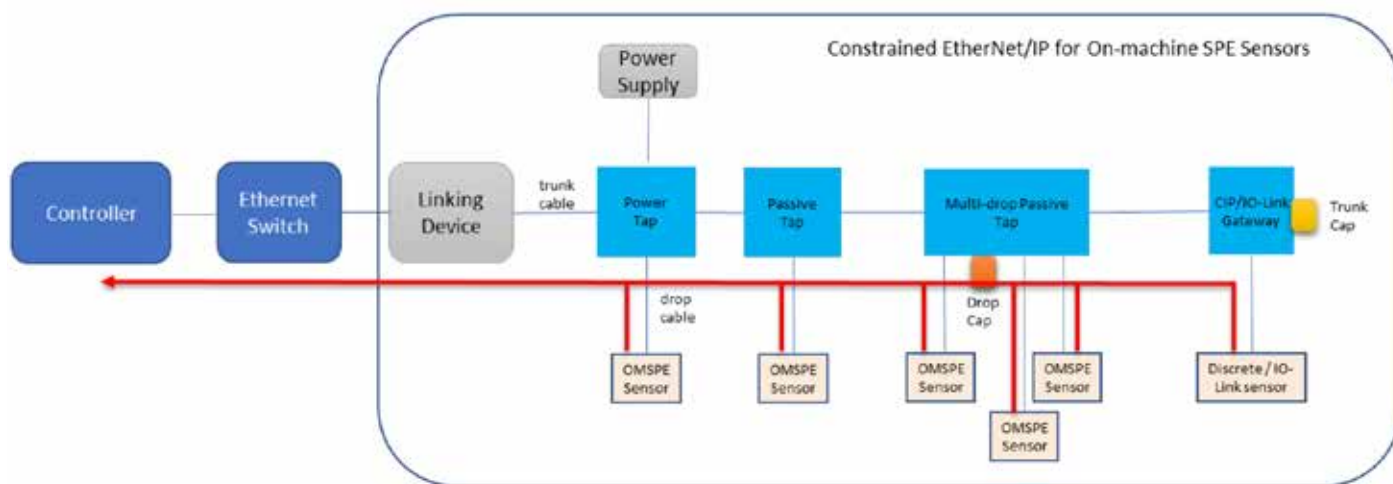 Constrained EtherNet/IP for On-machine SPE Sensors
Power
Supply
Controller
Ethernet
Switch
Linking
Device
trunk
cable
Power
Tap
Passive
Tap
Multi-drop Passive
Tap
CIP/IO-Link
Gateway
Trunk
Cap
drop
cable
Drop
Cap
OMSPE
Sensor
OMSPE
Sensor
OMSPE
Sensor
OMSPE
Sensor
OMSPE
Sensor
Discrete / IO-
Link sensor